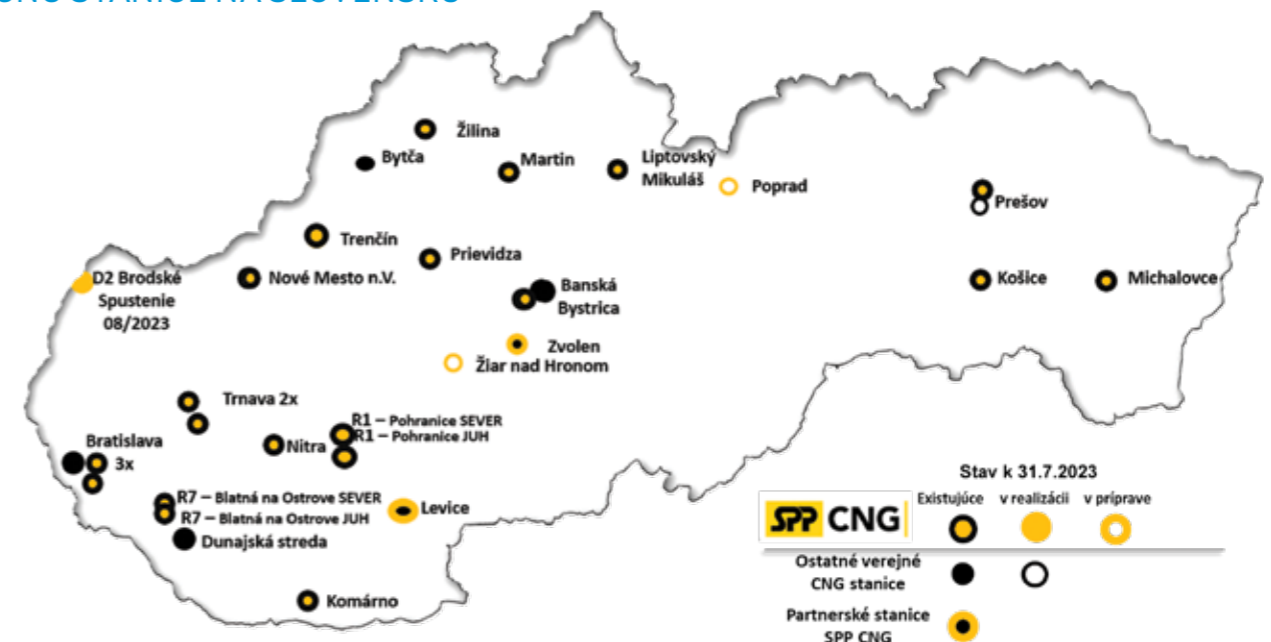 Žilina
Bytča
Martin
Liptovský
Mikuláš
Poprad
Prešov
Trenčín
Prievidza
D2 Brodské
Spustenie
08/2023
Nové Mesto n.V.
Banská
Bystrica
Košice
Michalovce
Zvolen
Žiar nad Hronom
Trnava 2x
R1 – Pohranice SEVER
R1 – Pohranice JUH
Bratislava
3x
Nitra
R7 – Blatná na Ostrove SEVER
R7 – Blatná na Ostrove JUH
Levice
Dunajská streda
Komárno
Stav k 31.7.2023
Existujúce v realizácii v príprave
SPP CNG
Ostatné verejné
CNG stanice
Partnerské stanice
SPP CNG